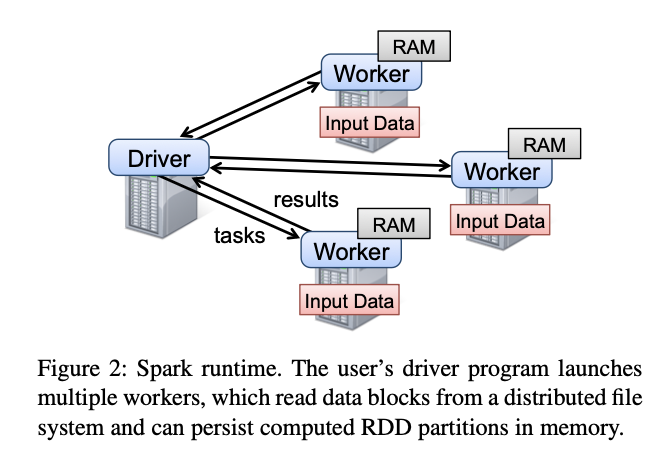 RAM
Worker
Input Data
Driver
RAM
Worker
Input Data
results
tasks
RAM
Worker
Input Data
Figure 2: Spark runtime. The user’s driver program launches
multiple workers, which read data blocks from a distributed file
system and can persist computed RDD partitions in memory.